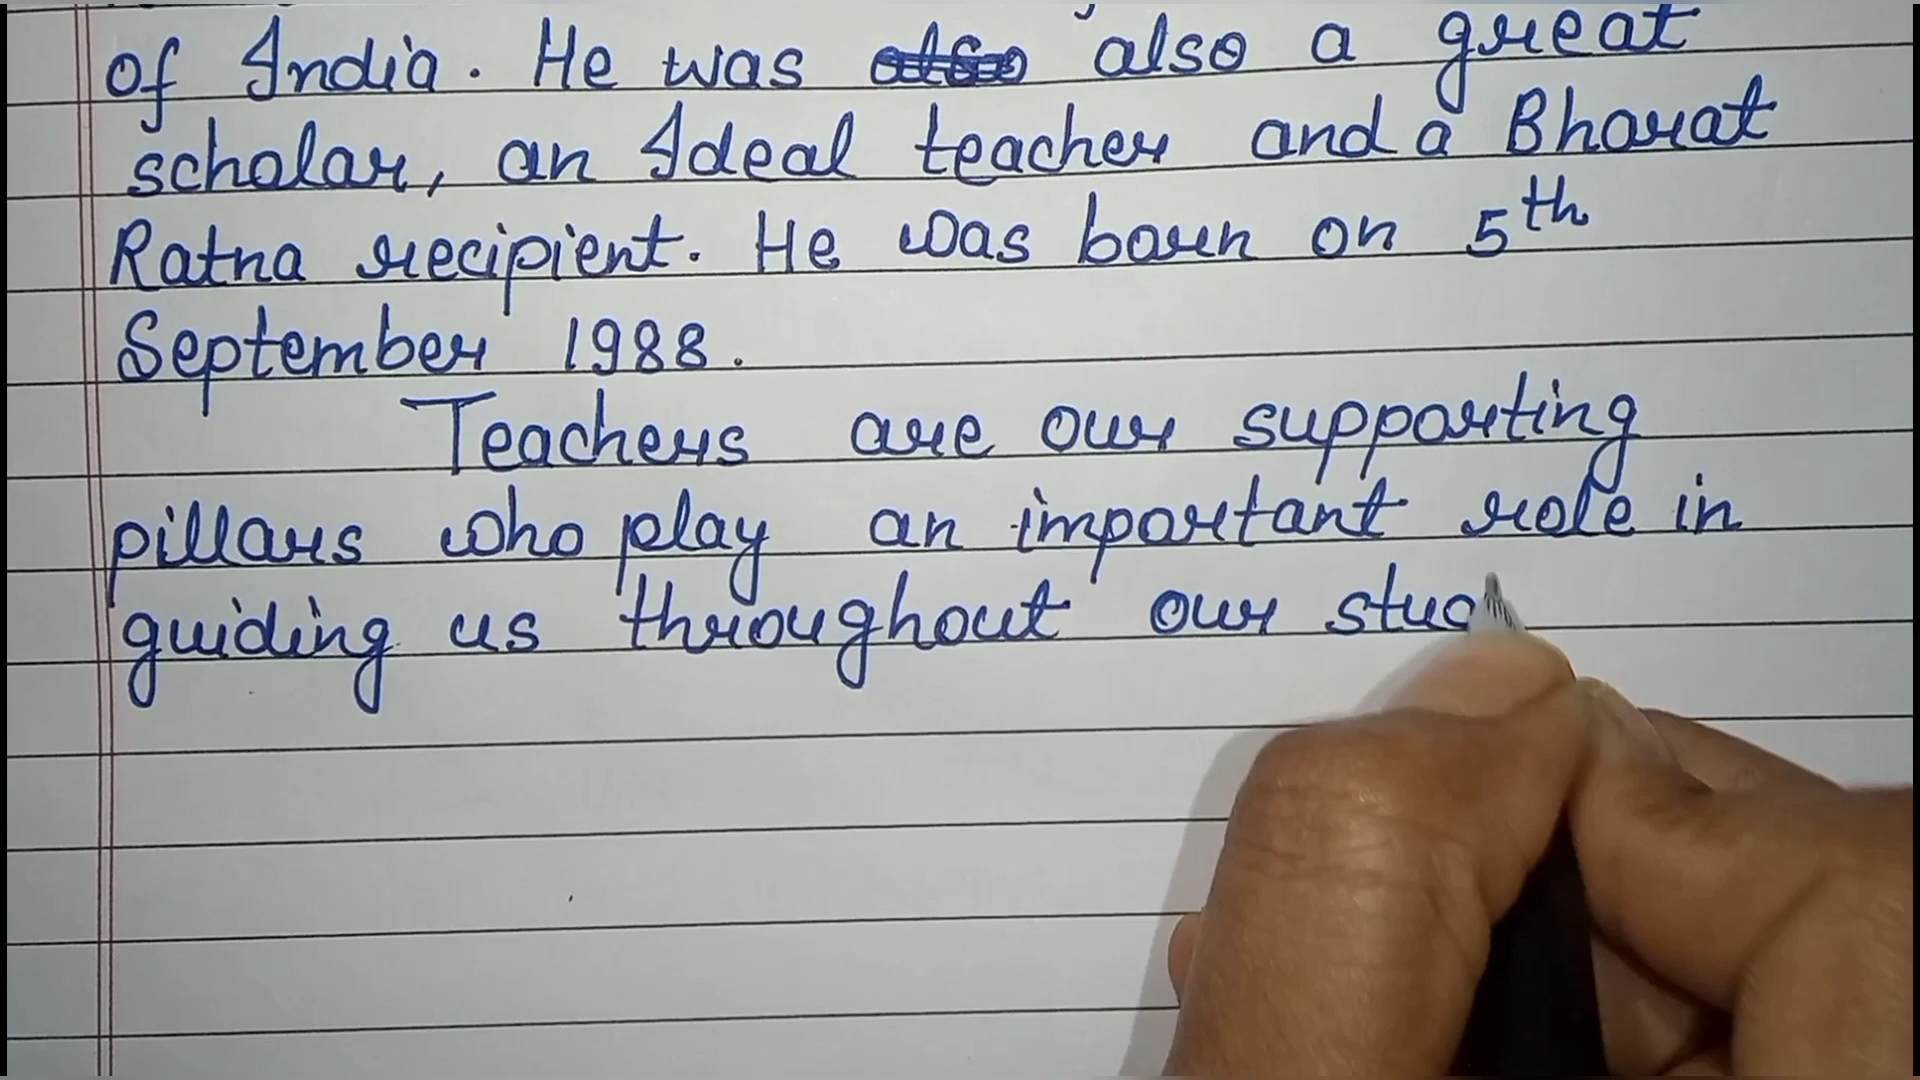 of India. He was also a great
scholar, an Ideal teacher and a Bharat
Ratna recipient. He was born on 5th
September 1988.
Teachers are our supporting
pillars who play an important role in
guiding us throughout our stud